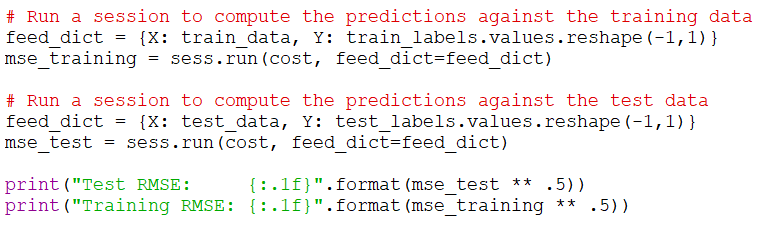 # Run a session to compute the predictions against the training data
feed_dict = {X: train_data, Y: train_labels.values.reshape(-1,1)}
mse_training = sess.run(cost, feed_dict=feed_dict)
# Run a session to compute the predictions against the test data
feed_dict = {X: test_data, Y: test_labels.values.reshape(-1,1)}
mse_test = sess.run(cost, feed_dict=feed_dict)
print("Test RMSE:     {:.1f}".format(mse_test ** .5))
print("Training RMSE: {:.1f}".format(mse_training ** .5))